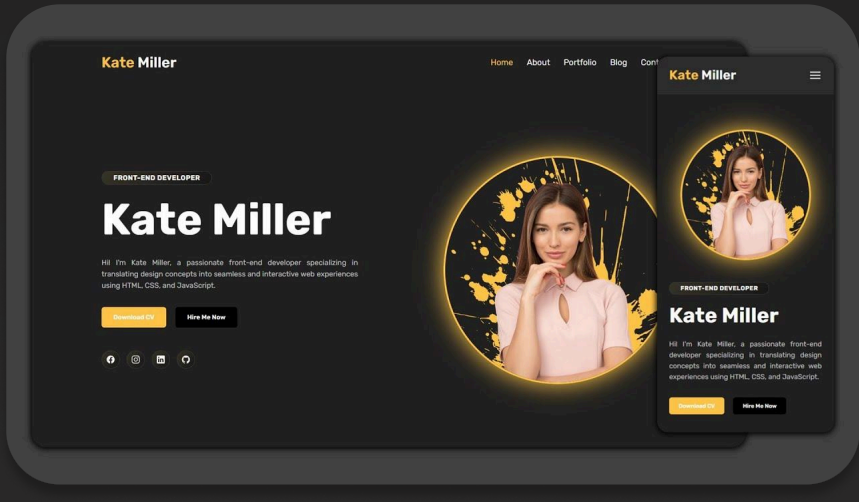 Kate Miller
Home About Portfolio Blog Cont
FRONT-END DEVELOPER
Kate Miller
Hi! I'm Kate Miller, a passionate front-end developer specializing in
translating design concepts into seamless and interactive web experiences
using HTML, CSS, and JavaScript.
Download CV Hire Me Now
Kate Miller
FRONT-END DEVELOPER
Kate Miller
Hi! I'm Kate Miller, a passionate front-end
developer specializing in translating design
concepts into seamless and interactive web
experiences using HTML, CSS, and JavaScript.
Download CV Hire Me Now